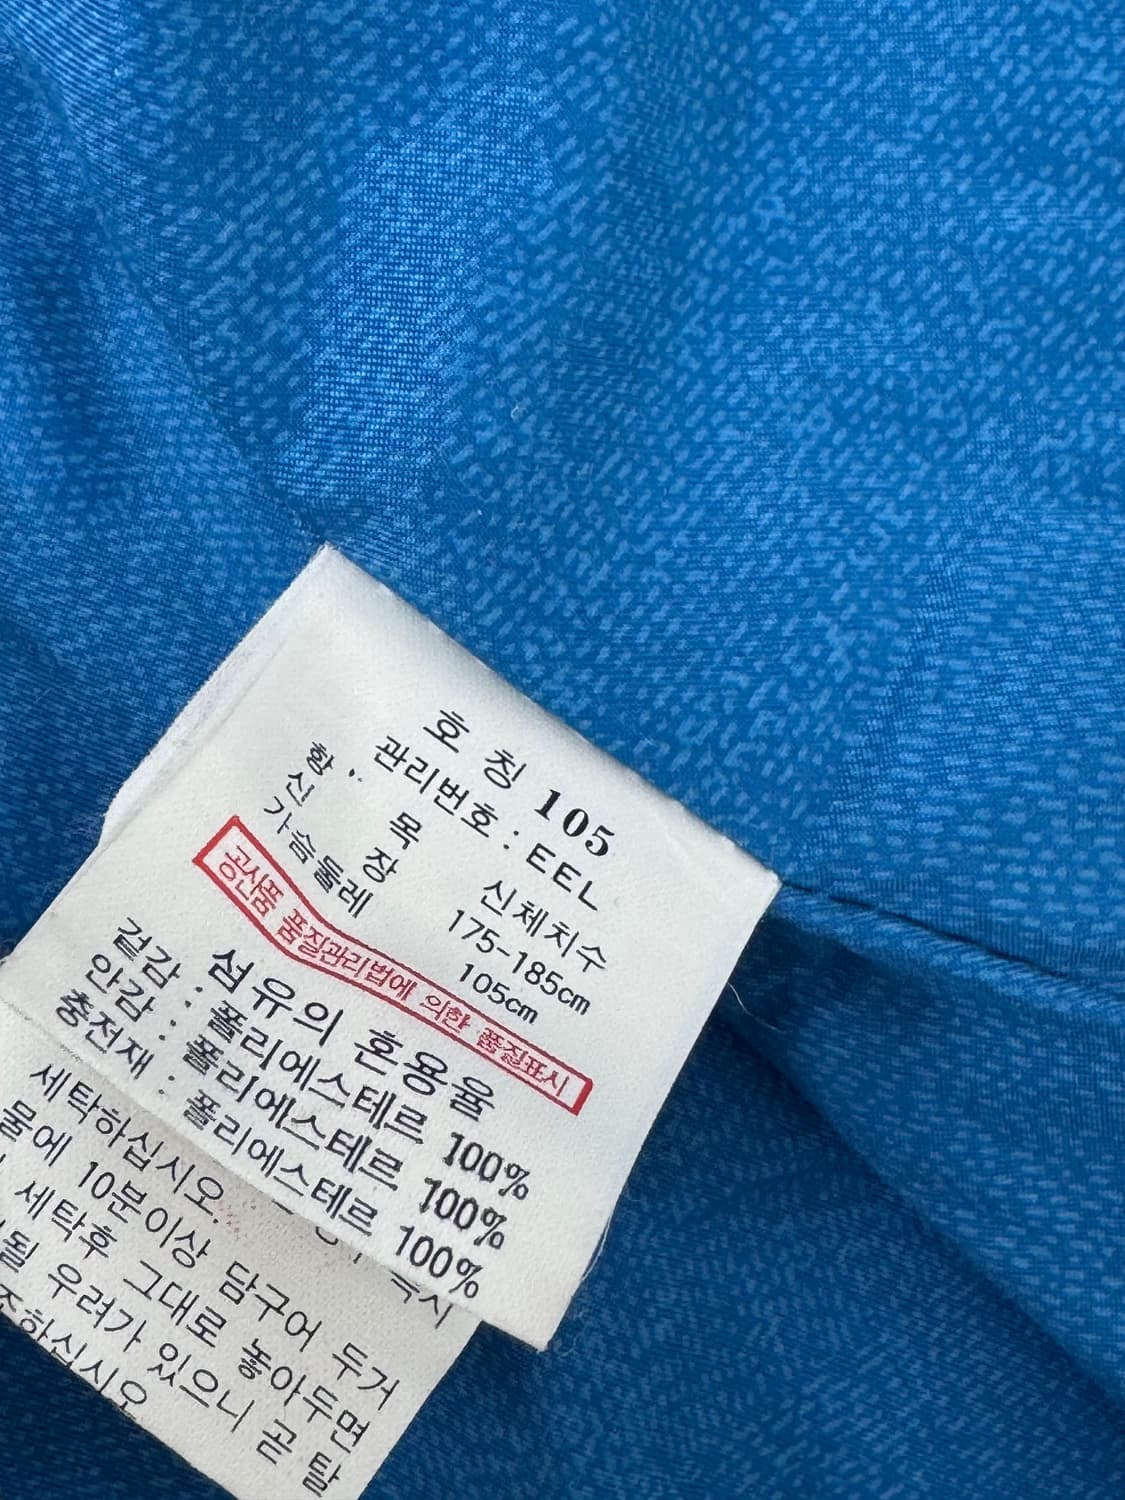 호 칭 105
관리번호 : EEL
항 목 신체치수
신 장 175-185cm
가슴둘레 105cm
공산품 품질관리법에 의한 품질표시
섬유의 혼용율
겉감 : 폴리에스테르 100%
안감 : 폴리에스테르 100%
충전재 : 폴리에스테르 100%
세탁하십시오.
물에 10분이상 담구어 두거
세탁후 그대로 놓아두면
될 우려가 있으니 곧 탈
하십시오